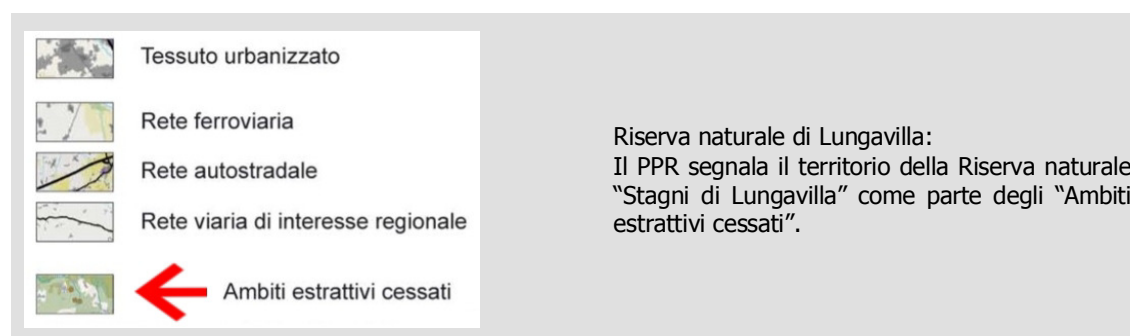 Tessuto urbanizzato
Rete ferroviaria
Rete autostradale
Rete viaria di interesse regionale
Ambiti estrattivi cessati
Riserva naturale di Lungavilla:
Il PPR segnala il territorio della Riserva naturale
“Stagni di Lungavilla” come parte degli “Ambiti
estrattivi cessati”.